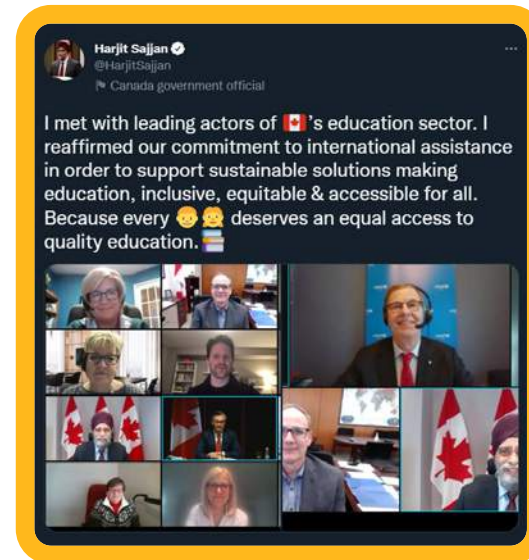 Harjit Sajjan
@HarjitSajjan
Canada government official
I met with leading actors of 🇨🇦's education sector. I
reaffirmed our commitment to international assistance
in order to support sustainable solutions making
education, inclusive, equitable & accessible for all.
Because every 👦👧 deserves an equal access to
quality education.📚